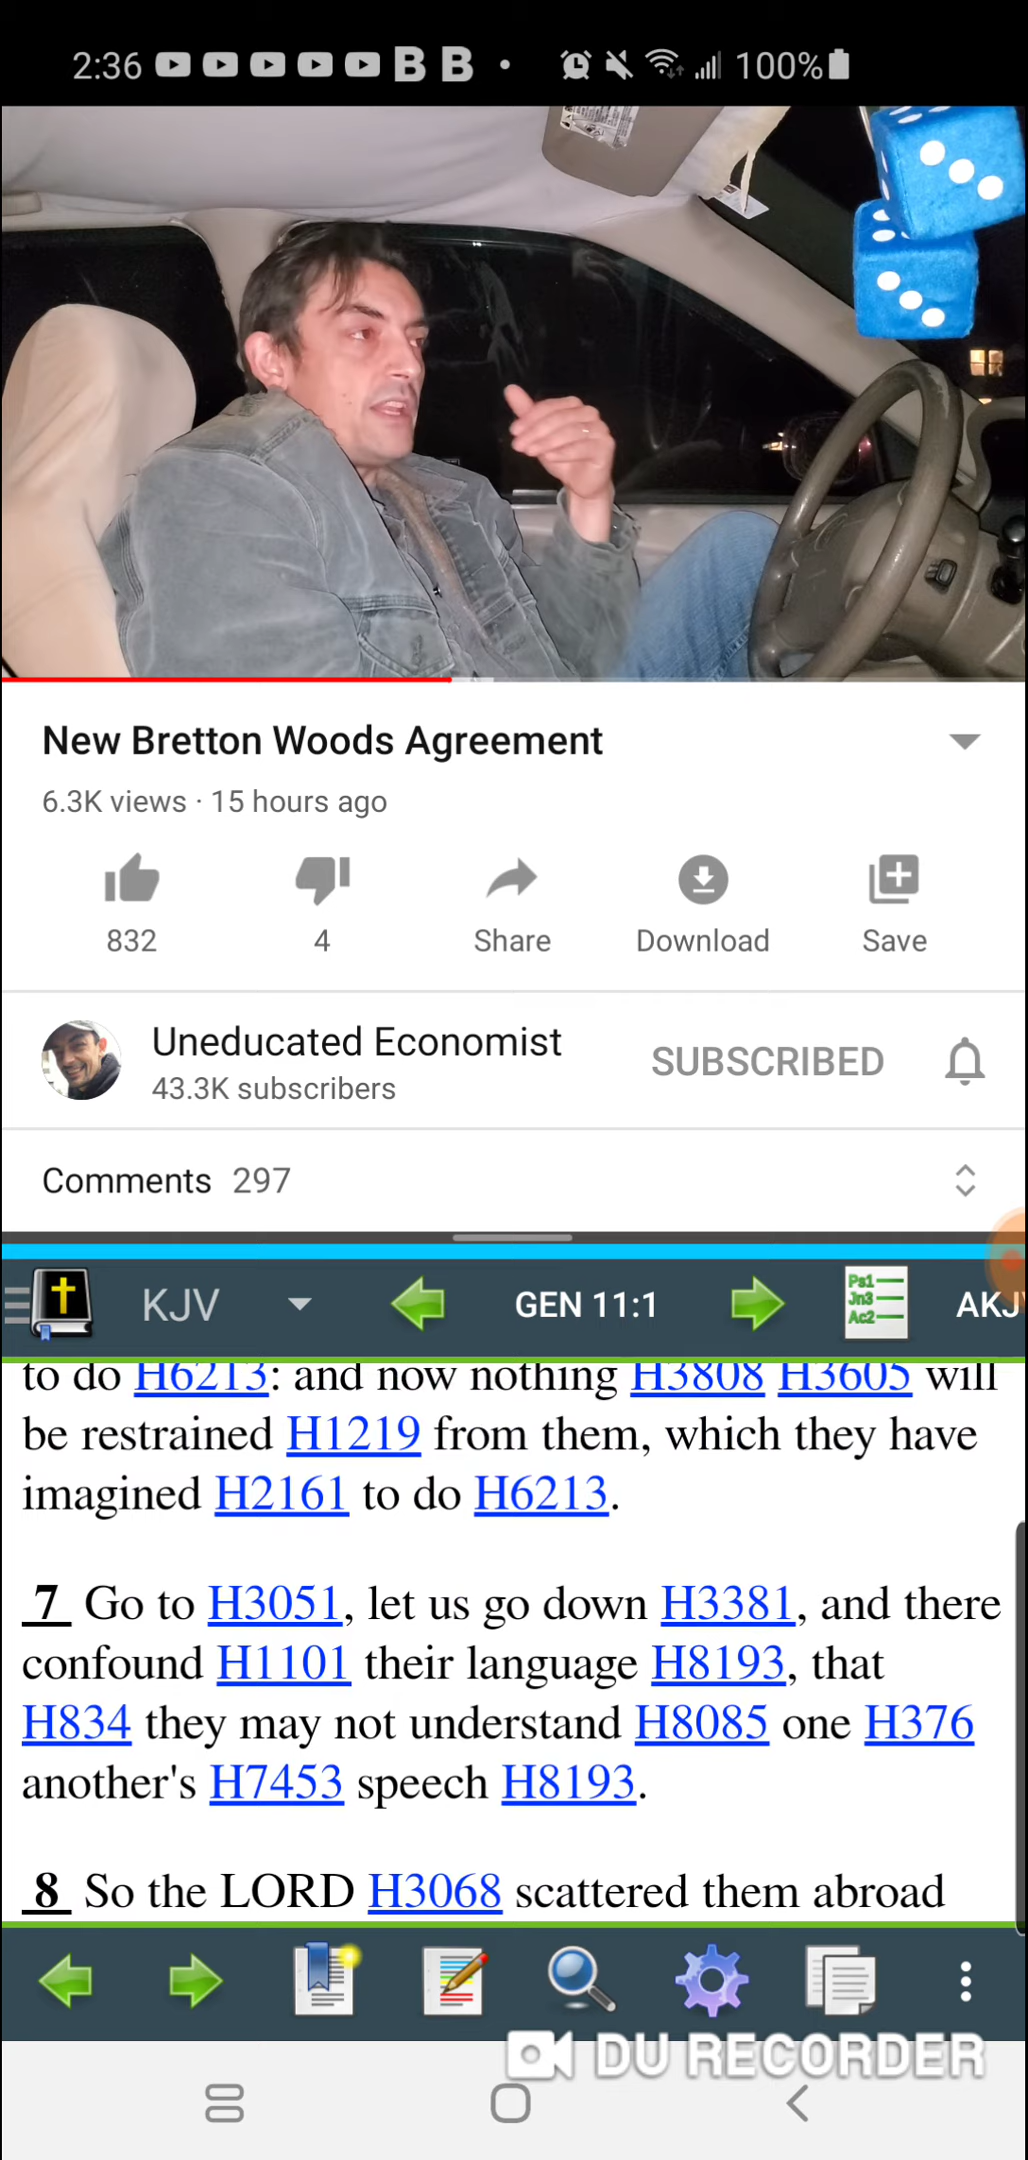 2:36 B B 100%
New Bretton Woods Agreement
6.3K views · 15 hours ago
832 4 Share Download Save
Uneducated Economist
43.3K subscribers
SUBSCRIBED
Comments 297
KJV GEN 11:1 Ps1 Jn3 Ac2 AKJ
to do H6213: and now nothing H3808 H3605 will
be restrained H1219 from them, which they have
imagined H2161 to do H6213.
7 Go to H3051, let us go down H3381, and there
confound H1101 their language H8193, that
H834 they may not understand H8085 one H376
another's H7453 speech H8193.
8 So the LORD H3068 scattered them abroad
DU RECORDER